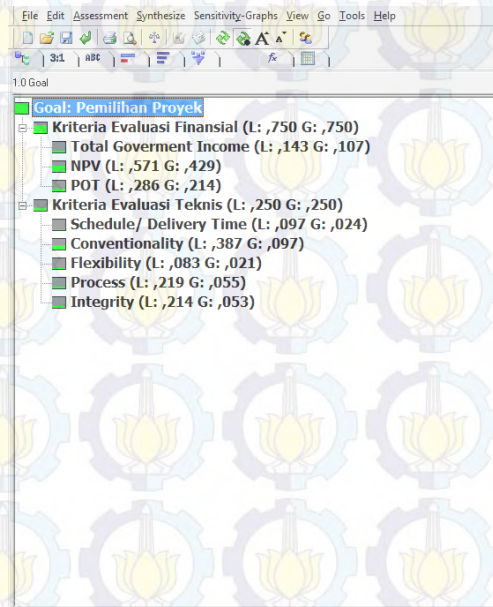 File Edit Assessment Synthesize Sensitivity-Graphs View Go Tools Help
A A
3:1 ABC fx
1.0 Goal
Goal: Pemilihan Proyek
Kriteria Evaluasi Finansial (L: ,750 G: ,750)
Total Goverment Income (L: ,143 G: ,107)
NPV (L: ,571 G: ,429)
POT (L: ,286 G: ,214)
Kriteria Evaluasi Teknis (L: ,250 G: ,250)
Schedule/ Delivery Time (L: ,097 G: ,024)
Conventionality (L: ,387 G: ,097)
Flexibility (L: ,083 G: ,021)
Process (L: ,219 G: ,055)
Integrity (L: ,214 G: ,053)